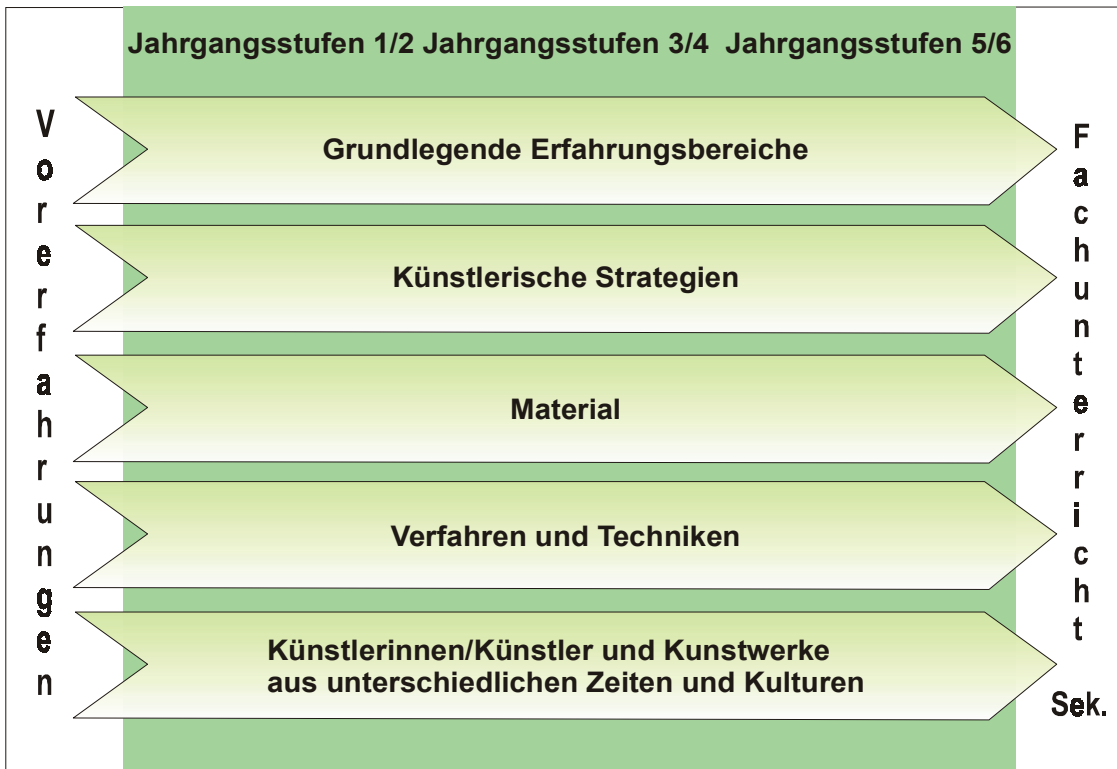 Jahrgangsstufen 1/2 Jahrgangsstufen 3/4 Jahrgangsstufen 5/6
Vorerfahrungen
Grundlegende Erfahrungsbereiche
Künstlerische Strategien
Material
Verfahren und Techniken
Künstlerinnen/Künstler und Kunstwerke
aus unterschiedlichen Zeiten und Kulturen
Fachunterricht
Sek.